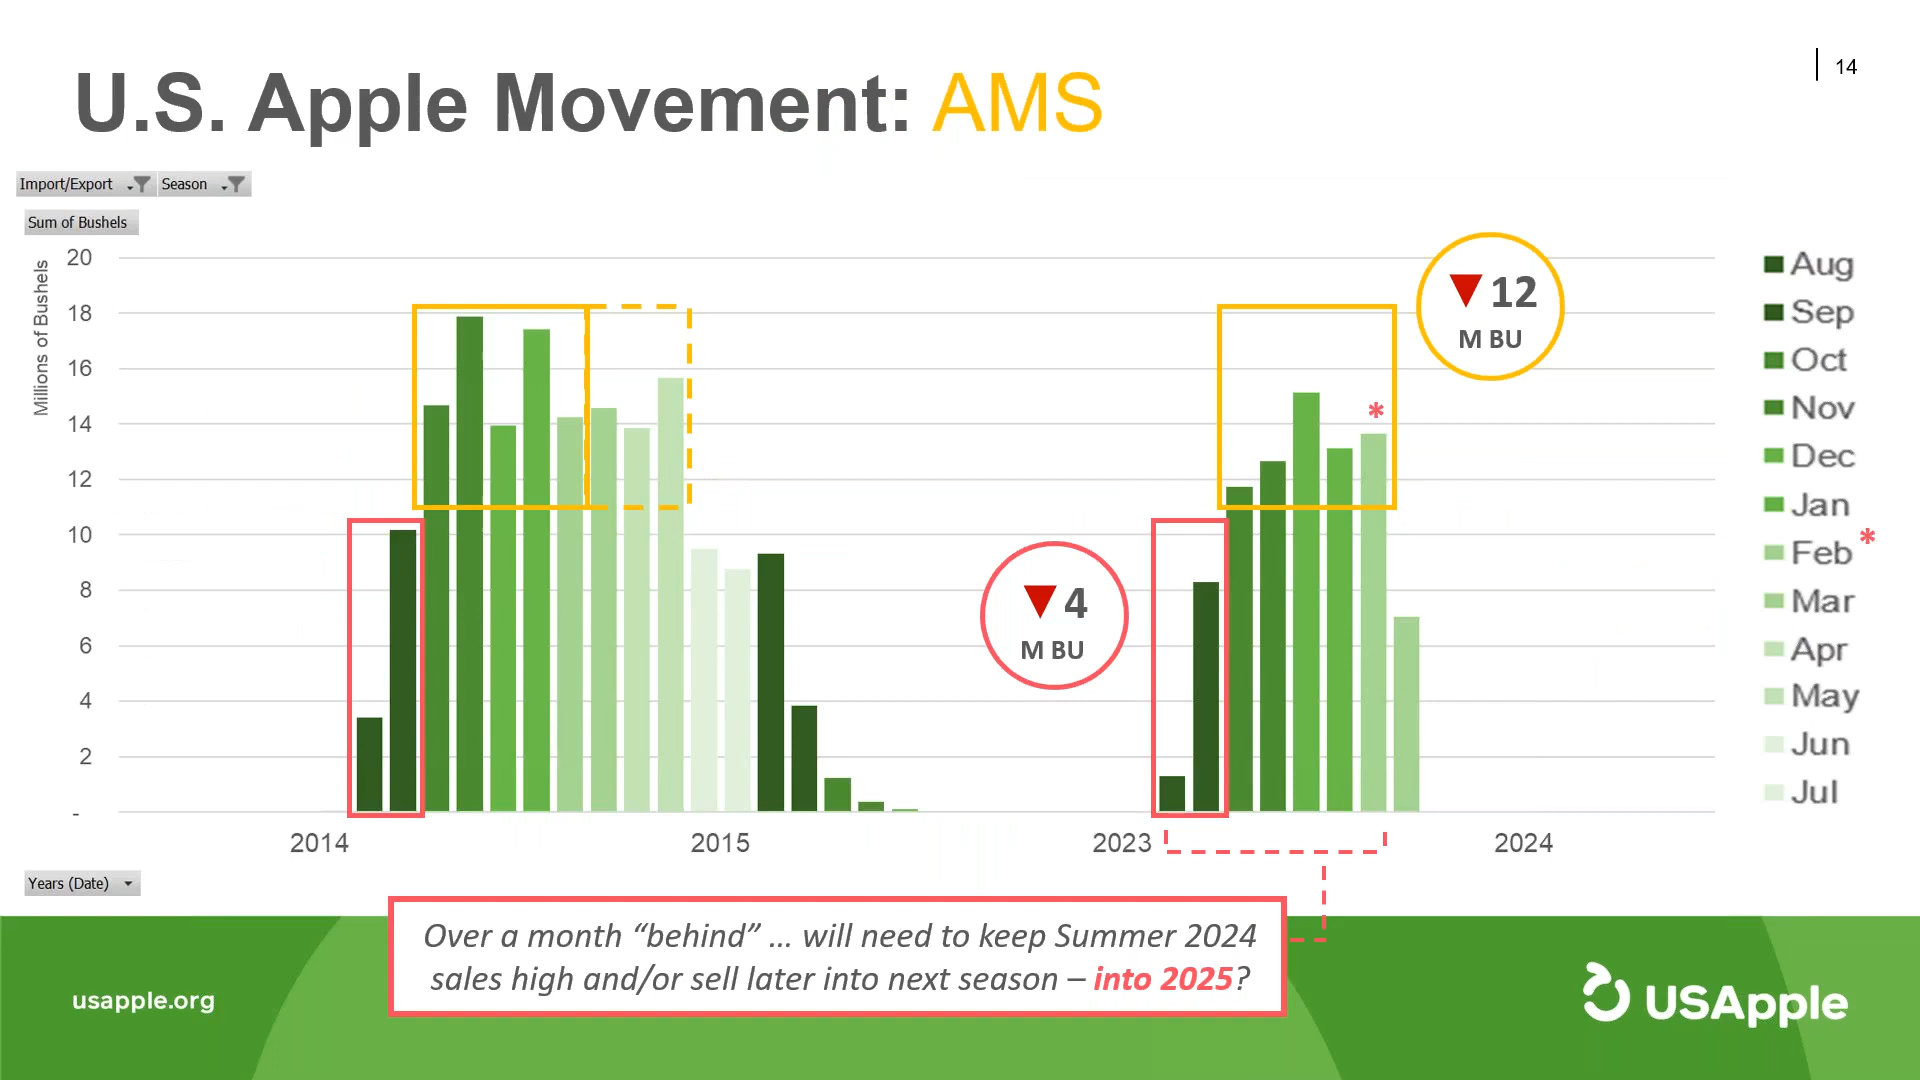 14
U.S. Apple Movement: AMS
Import/Export
Season
Sum of Bushels
Millions of Bushels
20
18
16
14
12
10
8
6
4
2
-
2014
2015
2023
2024
12
M BU
*
4
M BU
Aug
Sep
Oct
Nov
Dec
Jan
Feb *
Mar
Apr
May
Jun
Jul
Years (Date)
Over a month “behind” ... will need to keep Summer 2024
sales high and/or sell later into next season – into 2025?
usapple.org
USApple